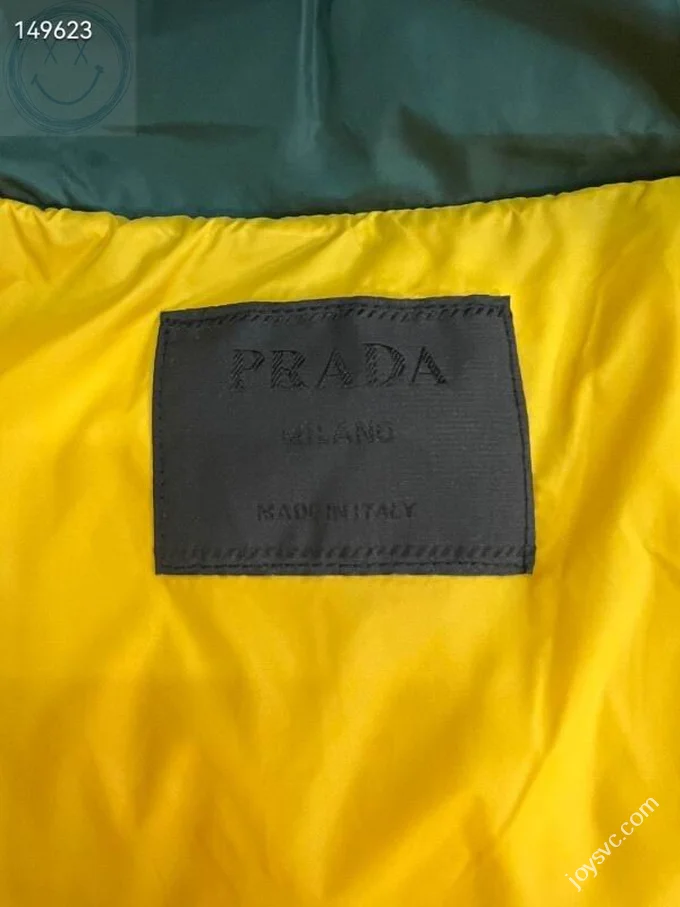 149623
PRADA
MILANO
MADE IN ITALY
joysvc.com